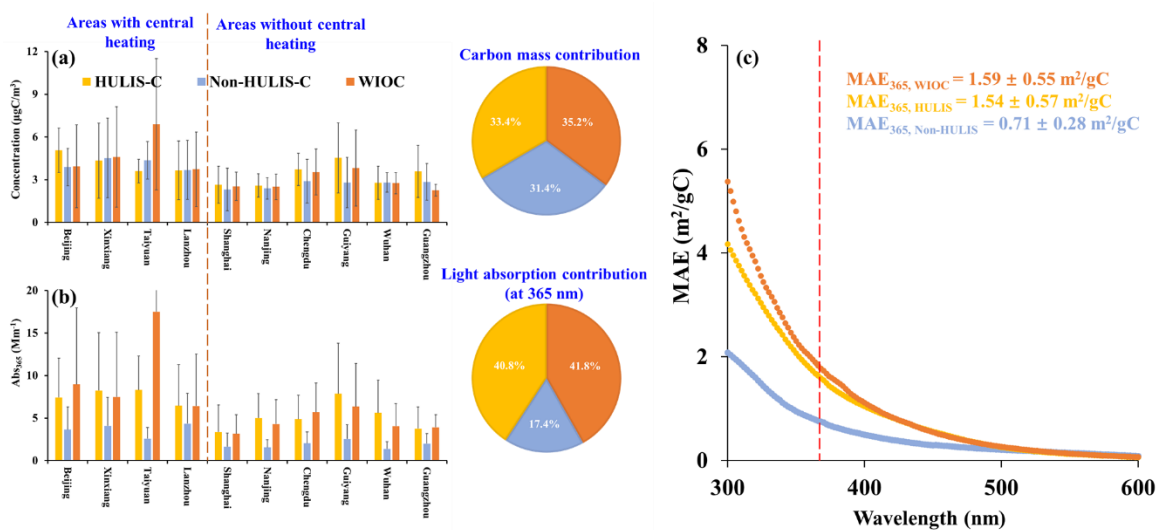 Areas with central heating
Areas without central heating
(a)
HULIS-C
Non-HULIS-C
WIOC
Concentration (μgC/m³)
12
9
6
3
0
Beijing
Xinxiang
Taiyuan
Lanzhou
Shanghai
Nanjing
Chengdu
Guiyang
Wuhan
Guangzhou
Carbon mass contribution
33.4%
35.2%
31.4%
(b)
Abs₃₆₅ (Mm⁻¹)
20
15
10
5
0
Beijing
Xinxiang
Taiyuan
Lanzhou
Shanghai
Nanjing
Chengdu
Guiyang
Wuhan
Guangzhou
Light absorption contribution
(at 365 nm)
40.8%
41.8%
17.4%
(c)
MAE₃₆₅, WIOC = 1.59 ± 0.55 m²/gC
MAE₃₆₅, HULIS = 1.54 ± 0.57 m²/gC
MAE₃₆₅, Non-HULIS = 0.71 ± 0.28 m²/gC
MAE (m²/gC)
8
6
4
2
0
300
400
500
600
Wavelength (nm)